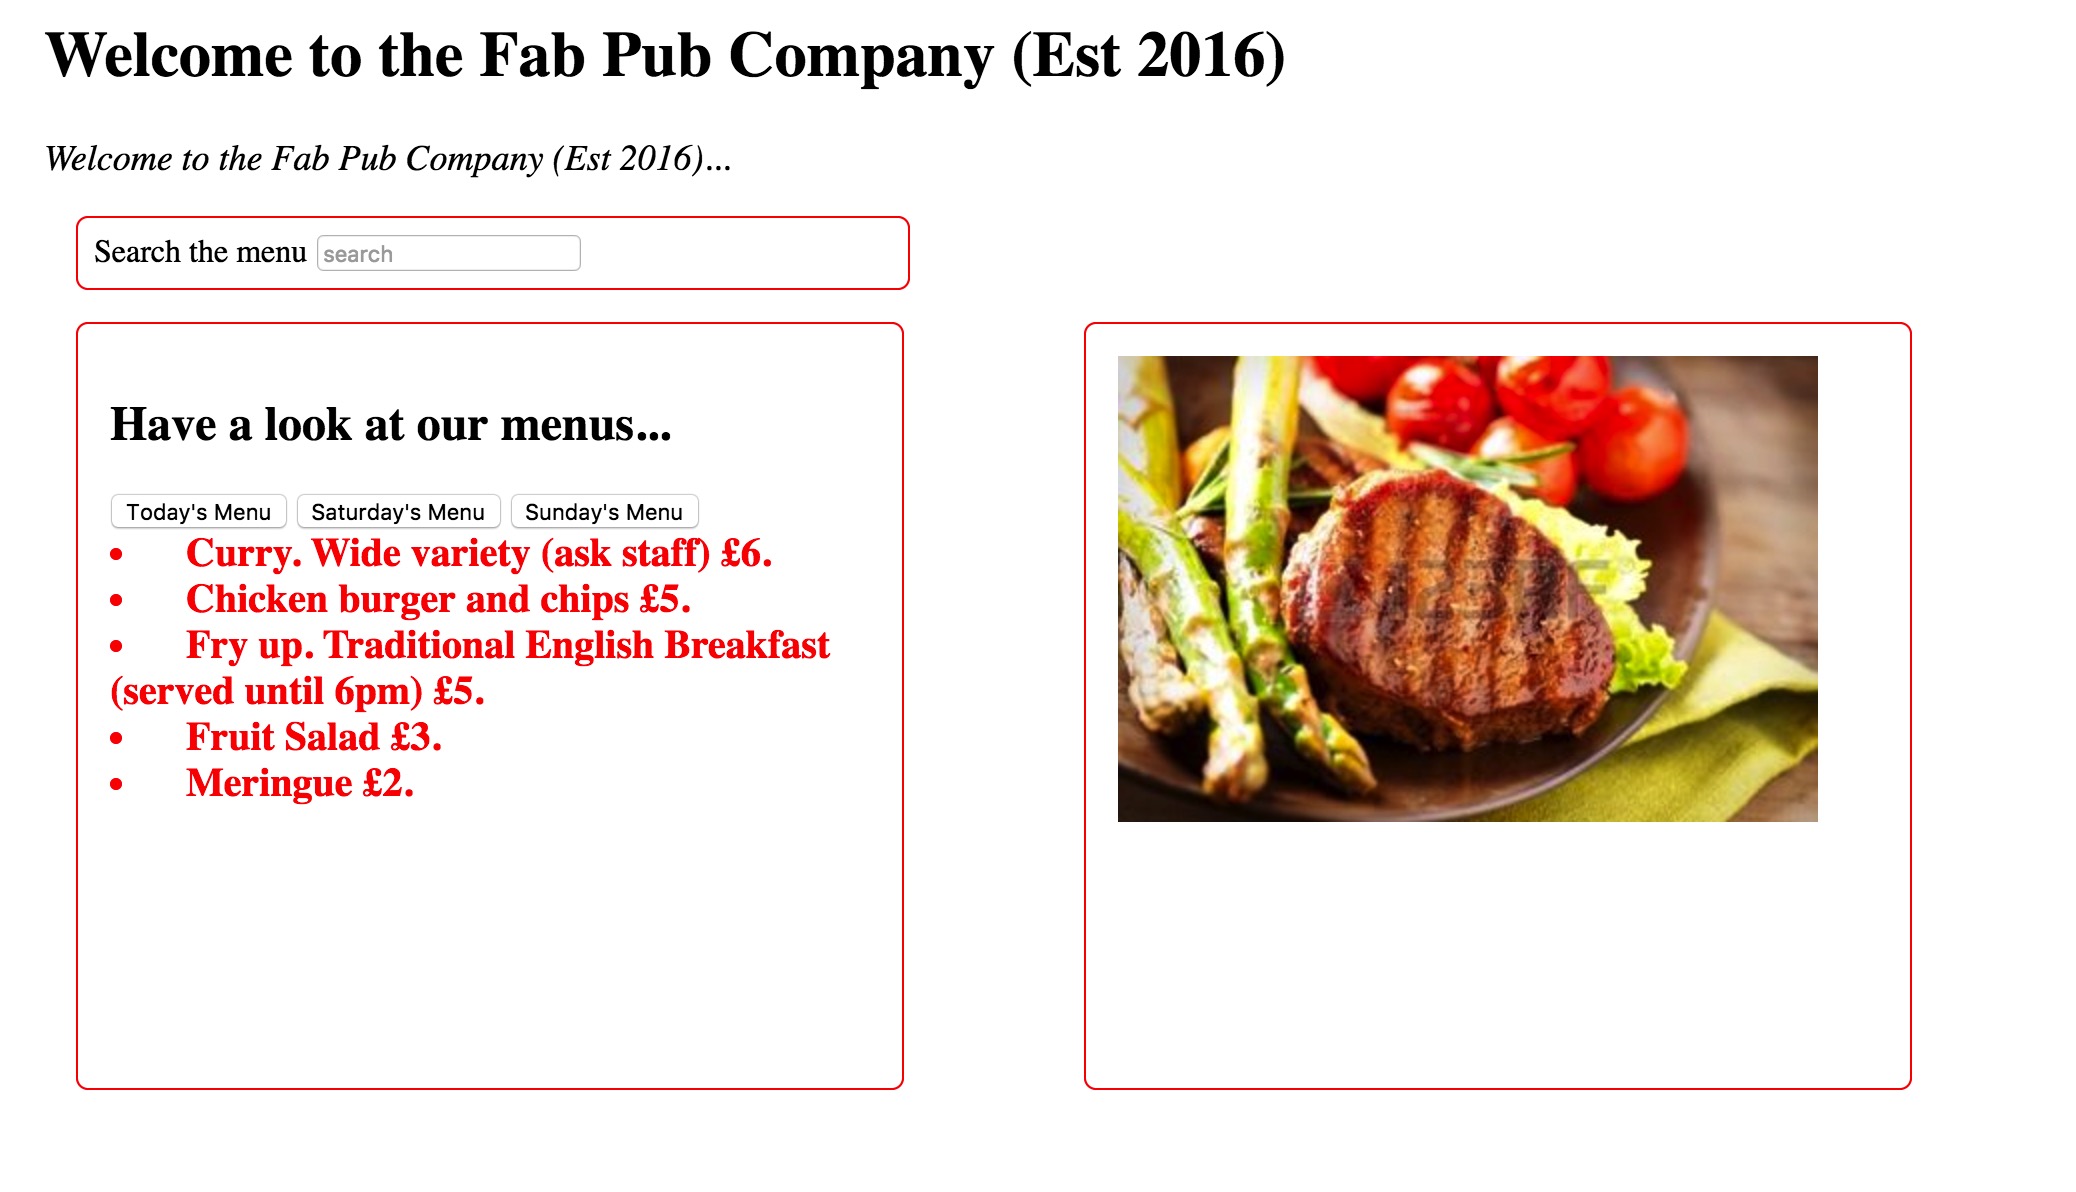 Welcome to the Fab Pub Company (Est 2016)
Welcome to the Fab Pub Company (Est 2016)...
Search the menu search
Have a look at our menus...
Today's Menu Saturday's Menu Sunday's Menu
• Curry. Wide variety (ask staff) £6.
• Chicken burger and chips £5.
• Fry up. Traditional English Breakfast
(served until 6pm) £5.
• Fruit Salad £3.
• Meringue £2.